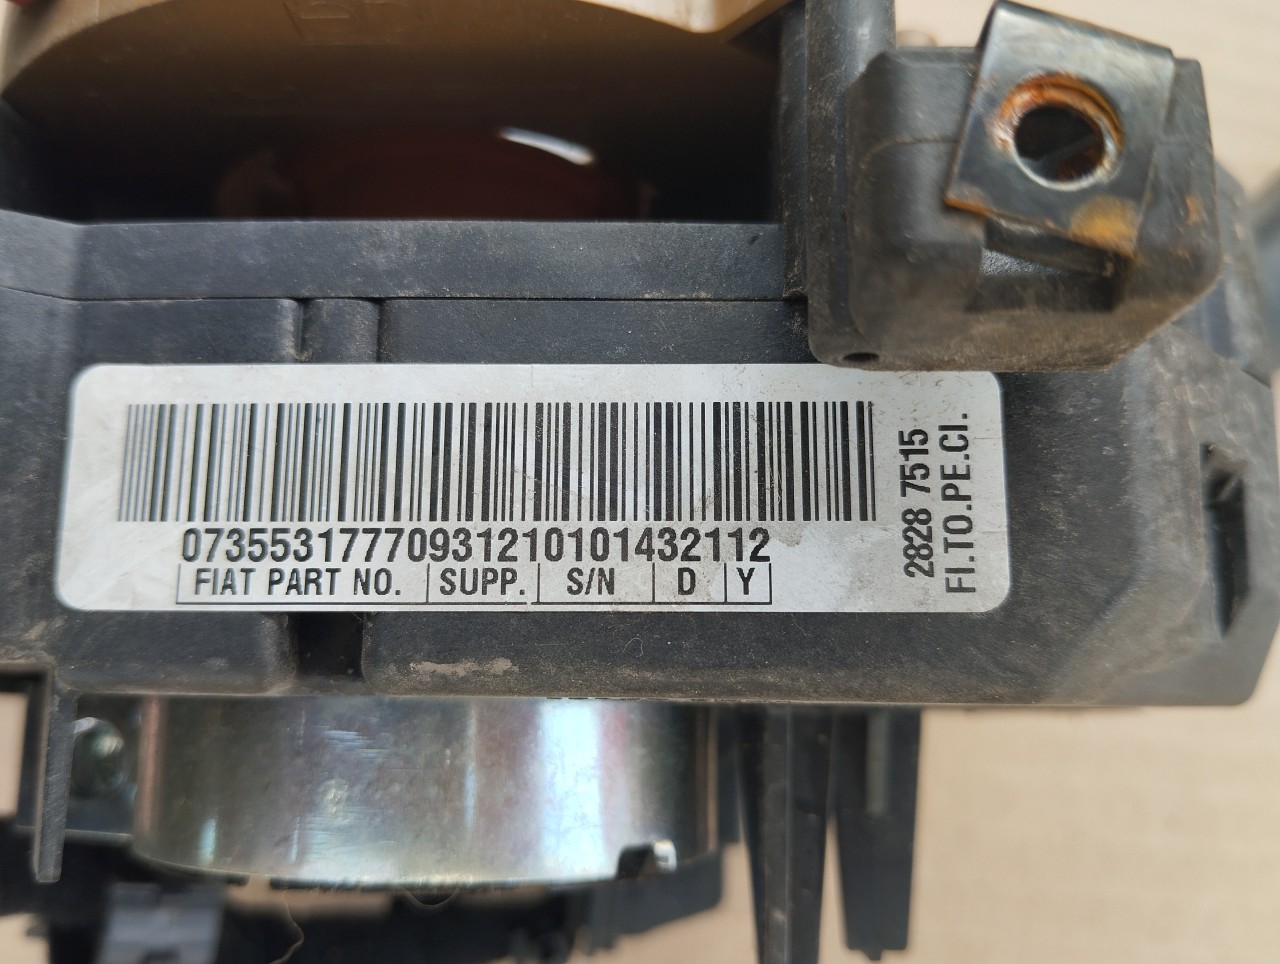 07355317770931210101432112
FIAT PART NO. SUPP. S/N D Y
2828 7515
FI.TO.PE.CI.